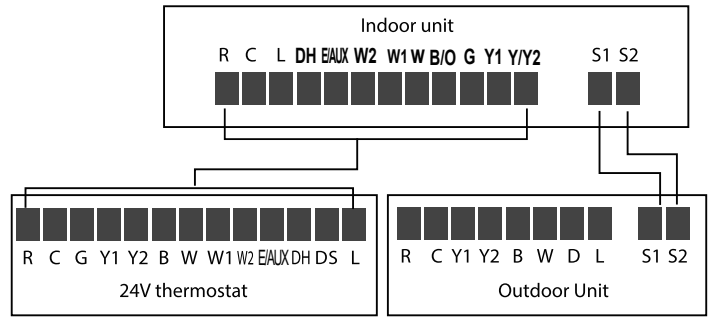 Indoor unit
R C L DH E/AUX W2 W1 W B/O G Y1 Y/Y2 S1 S2
R C G Y1 Y2 B W W1 W2 E/AUX DH DS L
24V thermostat
R C Y1 Y2 B W D L S1 S2
Outdoor Unit